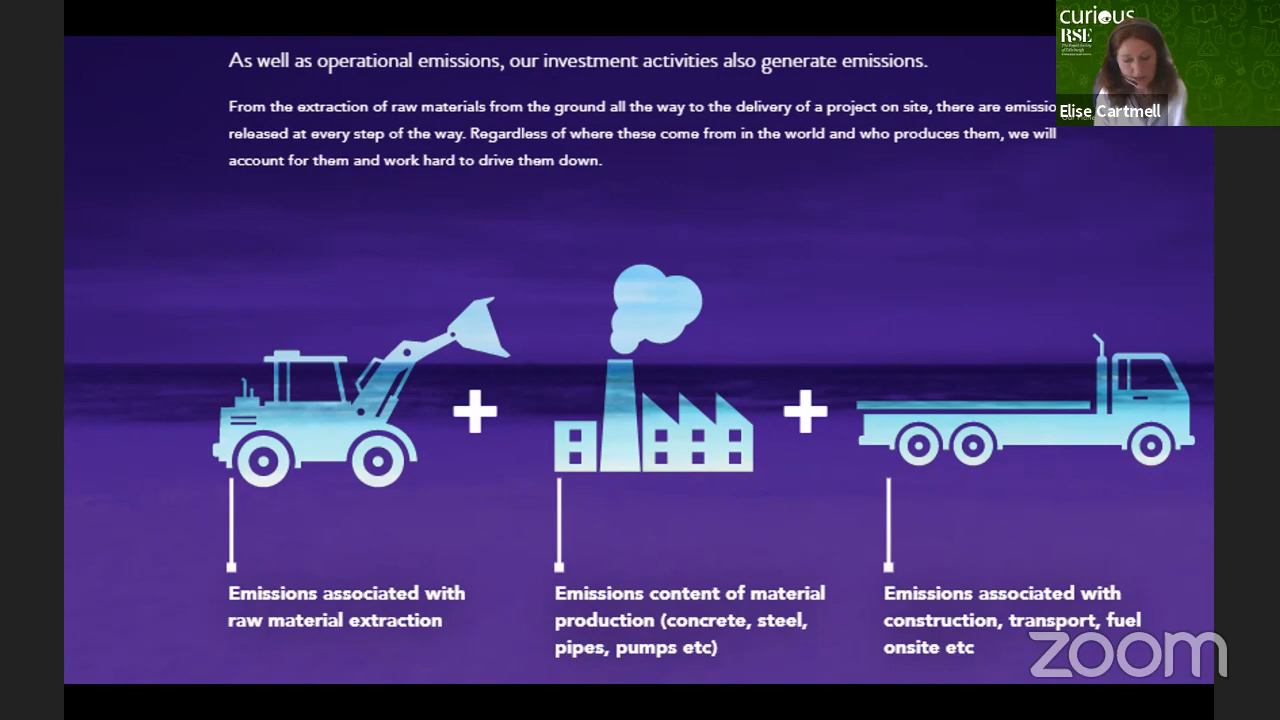 As well as operational emissions, our investment activities also generate emissions.
From the extraction of raw materials from the ground all the way to the delivery of a project on site, there are emissio
released at every step of the way. Regardless of where these come from in the world and who produces them, we will
account for them and work hard to drive them down.
curious
RSE
Elise Cartmell
Emissions associated with
raw material extraction
Emissions content of material
production (concrete, steel,
pipes, pumps etc)
Emissions associated with
construction, transport, fuel
onsite etc
zoom